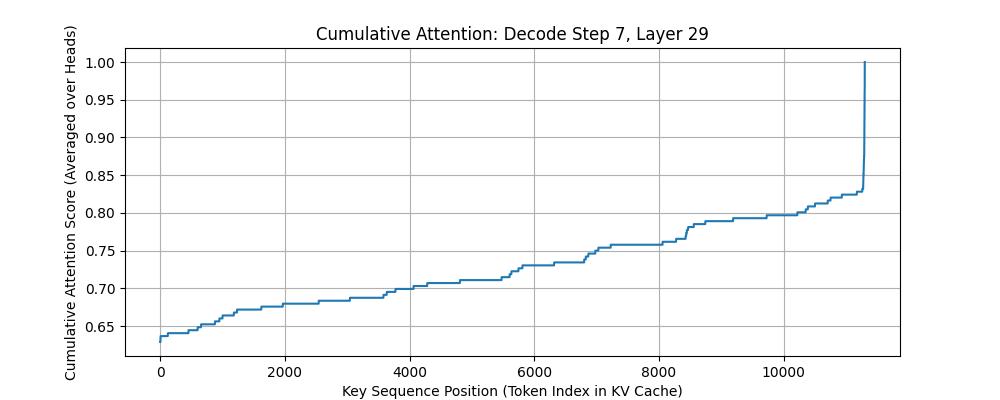 Cumulative Attention: Decode Step 7, Layer 29
Cumulative Attention Score (Averaged over Heads)
1.00
0.95
0.90
0.85
0.80
0.75
0.70
0.65
0 2000 4000 6000 8000 10000
Key Sequence Position (Token Index in KV Cache)